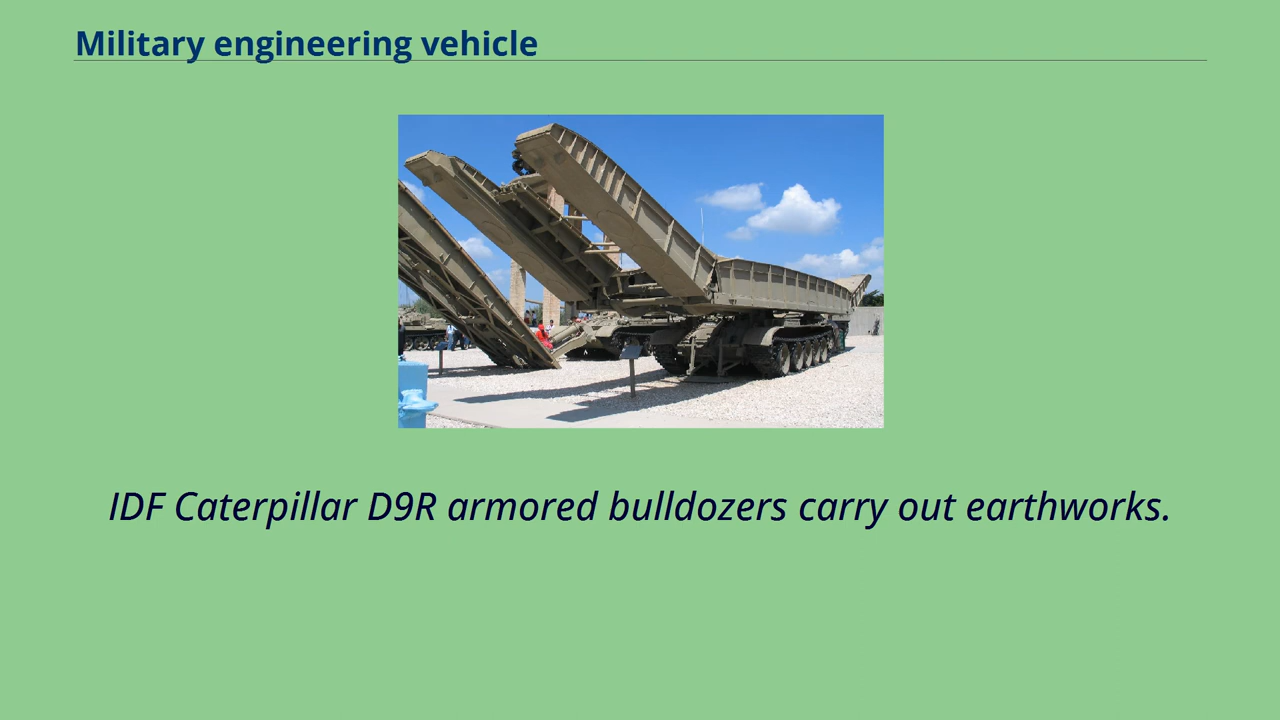 Military engineering vehicle
IDF Caterpillar D9R armored bulldozers carry out earthworks.